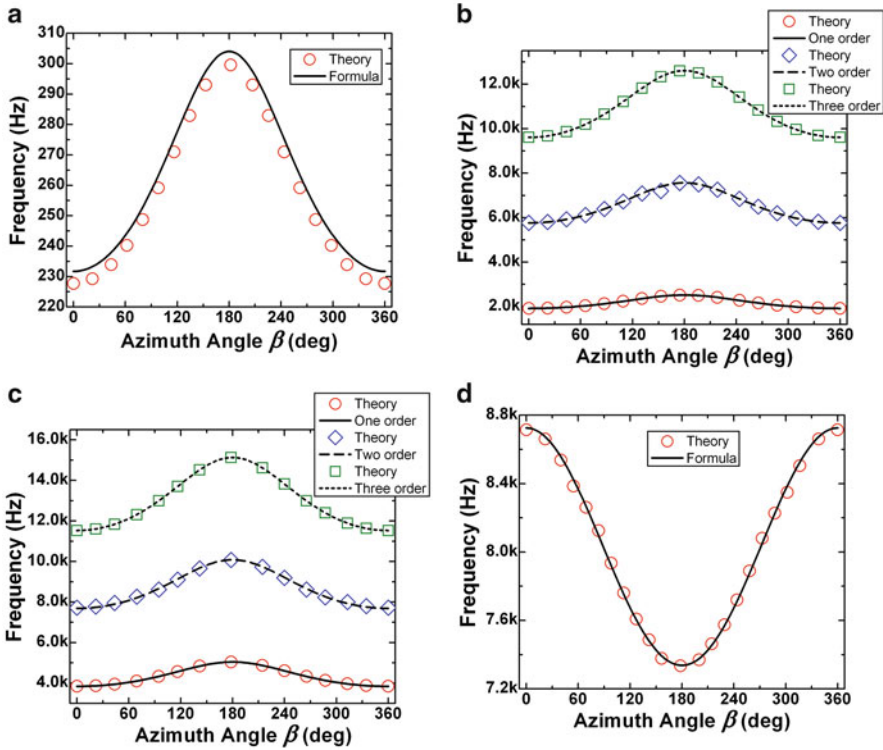 a
310
300
290
280
270
260
250
240
230
220
Frequency (Hz)
Theory
Formula
0 60 120 180 240 300 360
Azimuth Angle β (deg)
b
Theory
One order
Theory
Two order
Theory
Three order
12.0k
10.0k
8.0k
6.0k
4.0k
2.0k
Frequency (Hz)
0 60 120 180 240 300 360
Azimuth Angle β (deg)
c
Theory
One order
Theory
Two order
Theory
Three order
16.0k
14.0k
12.0k
10.0k
8.0k
6.0k
4.0k
Frequency (Hz)
0 60 120 180 240 300 360
Azimuth Angle β (deg)
d
8.8k
8.4k
8.0k
7.6k
7.2k
Frequency (Hz)
Theory
Formula
0 60 120 180 240 300 360
Azimuth Angle β (deg)